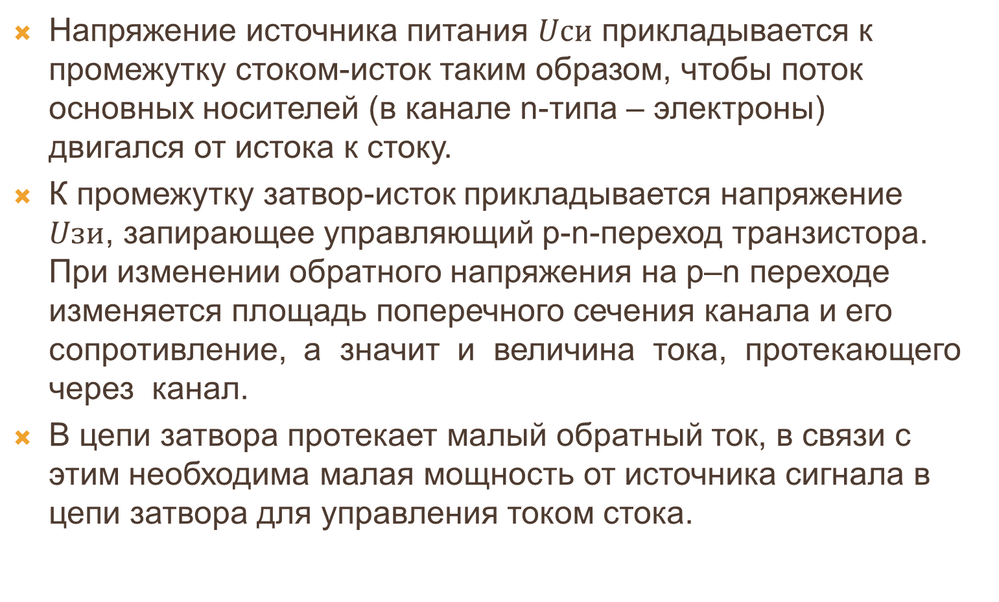 Напряжение источника питания Uси прикладывается к
промежутку стоком-исток таким образом, чтобы поток
основных носителей (в канале n-типа – электроны)
двигался от истока к стоку.
К промежутку затвор-исток прикладывается напряжение
Uзи, запирающее управляющий p-n-переход транзистора.
При изменении обратного напряжения на p–n переходе
изменяется площадь поперечного сечения канала и его
сопротивление, а значит и величина тока, протекающего
через канал.
В цепи затвора протекает малый обратный ток, в связи с
этим необходима малая мощность от источника сигнала в
цепи затвора для управления током стока.